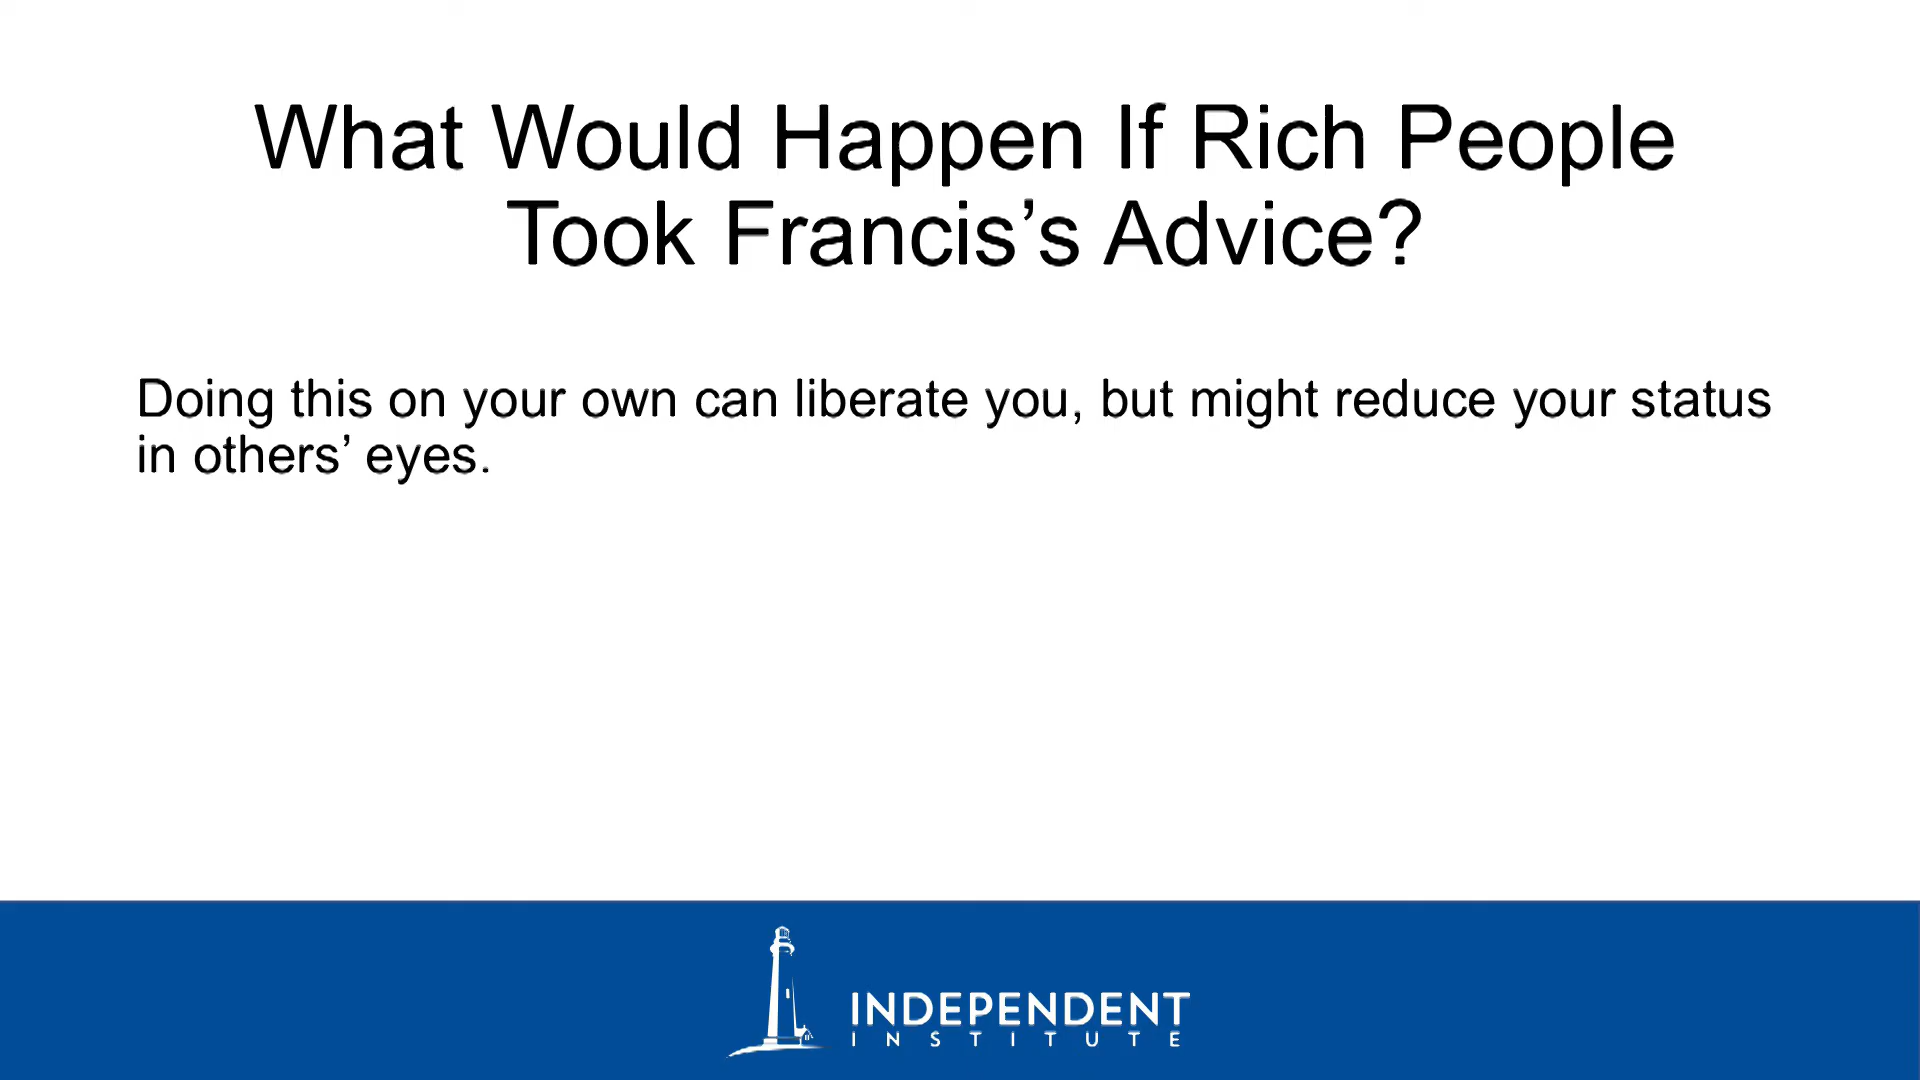 What Would Happen If Rich People
Took Francis’s Advice?
Doing this on your own can liberate you, but might reduce your status
in others’ eyes.
INDEPENDENT
INSTITUTE